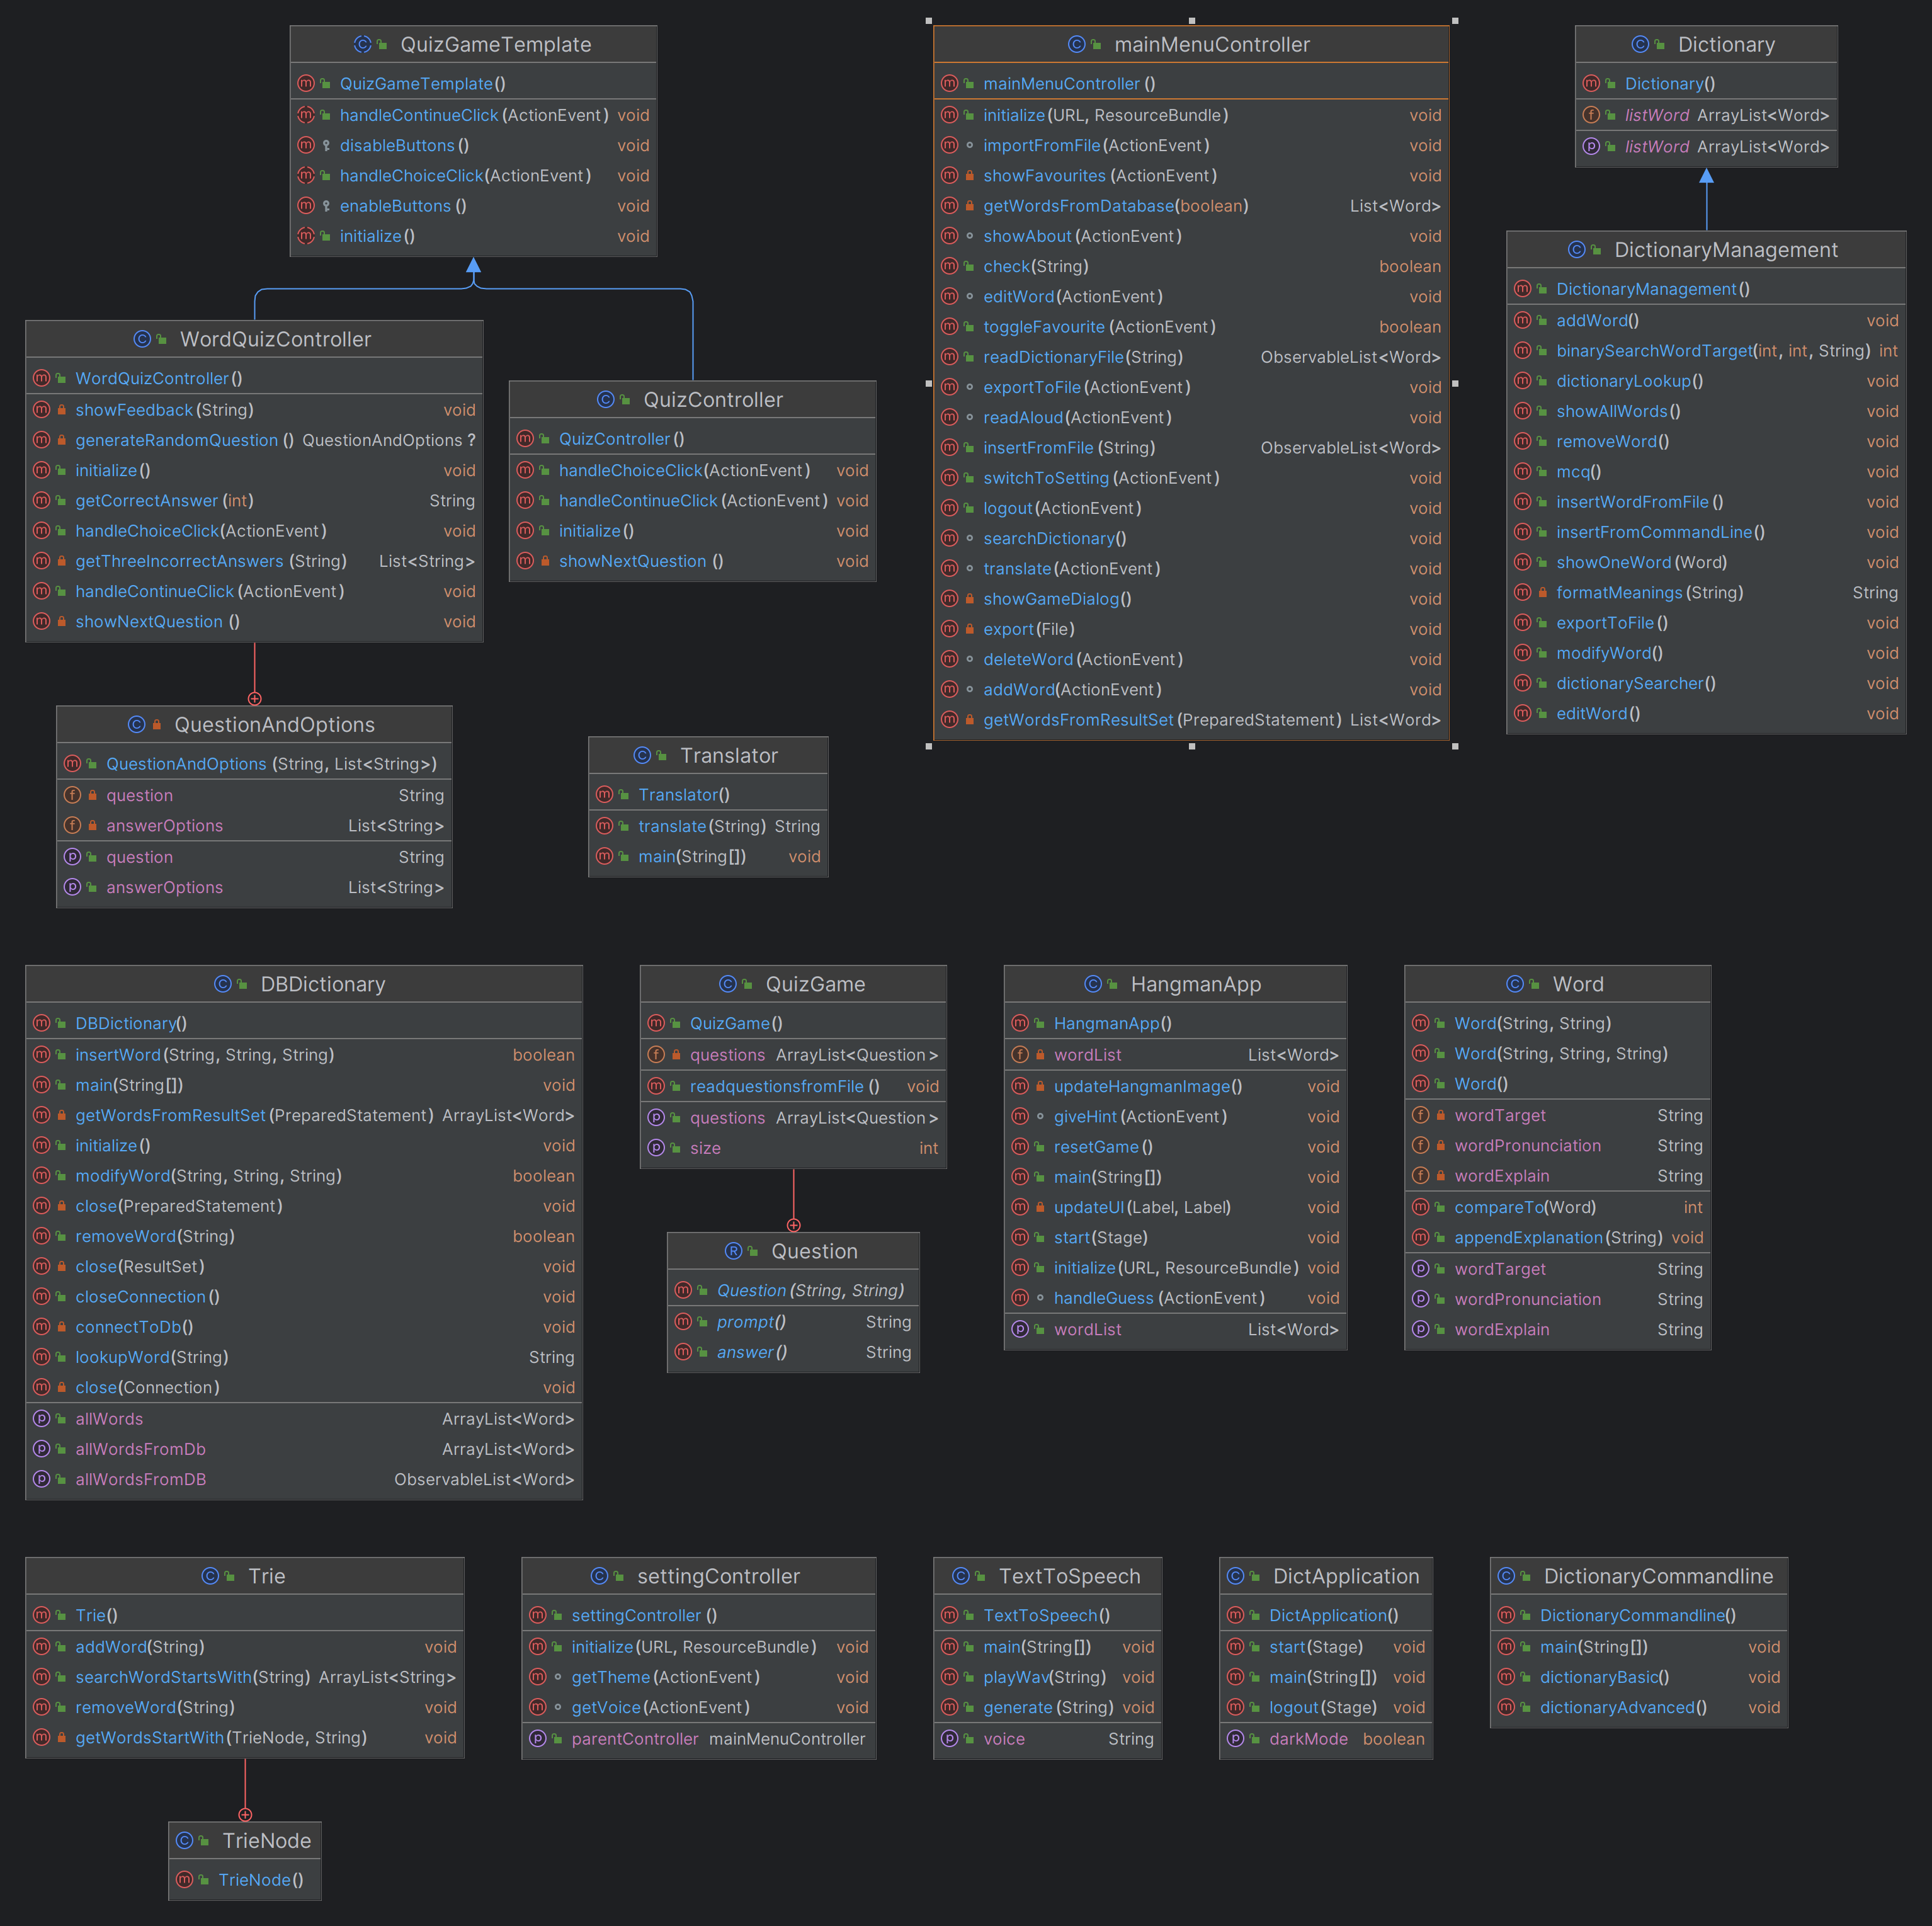 QuizGameTemplate
QuizGameTemplate()
handleContinueClick(ActionEvent) void
disableButtons() void
handleChoiceClick(ActionEvent) void
enableButtons() void
initialize() void
mainMenuController
mainMenuController()
initialize(URL, ResourceBundle) void
importFromFile(ActionEvent) void
showFavourites(ActionEvent) void
getWordsFromDatabase(boolean) List<Word>
showAbout(ActionEvent) void
check(String) boolean
editWord(ActionEvent) void
toggleFavourite(ActionEvent) boolean
readDictionaryFile(String) ObservableList<Word>
exportToFile(ActionEvent) void
readAloud(ActionEvent) void
insertFromFile(String) ObservableList<Word>
switchToSetting(ActionEvent) void
logout(ActionEvent) void
searchDictionary() void
translate(ActionEvent) void
showGameDialog() void
export(File) void
deleteWord(ActionEvent) void
addWord(ActionEvent) void
getWordsFromResultSet(PreparedStatement) List<Word>
Dictionary
Dictionary()
listWord ArrayList<Word>
listWord ArrayList<Word>
DictionaryManagement
DictionaryManagement()
addWord() void
binarySearchWordTarget(int, int, String) int
dictionaryLookup() void
showAllWords() void
removeWord() void
mcq() void
insertWordFromFile() void
insertFromCommandLine() void
showOneWord(Word) void
formatMeanings(String) String
exportToFile() void
modifyWord() void
dictionarySearcher() void
editWord() void
WordQuizController
WordQuizController()
showFeedback(String) void
generateRandomQuestion() QuestionAndOptions?
initialize() void
getCorrectAnswer(int) String
handleChoiceClick(ActionEvent) void
getThreeIncorrectAnswers(String) List<String>
handleContinueClick(ActionEvent) void
showNextQuestion() void
QuizController
QuizController()
handleChoiceClick(ActionEvent) void
handleContinueClick(ActionEvent) void
initialize() void
showNextQuestion() void
QuestionAndOptions
QuestionAndOptions(String, List<String>)
question String
answerOptions List<String>
question String
answerOptions List<String>
Translator
Translator()
translate(String) String
main(String[]) void
DBDictionary
DBDictionary()
insertWord(String, String, String) boolean
main(String[]) void
getWordsFromResultSet(PreparedStatement) ArrayList<Word>
initialize() void
modifyWord(String, String, String) boolean
close(PreparedStatement) void
removeWord(String) boolean
close(ResultSet) void
closeConnection() void
connectToDb() void
lookupWord(String) String
close(Connection) void
allWords ArrayList<Word>
allWordsFromDb ArrayList<Word>
allWordsFromDB ObservableList<Word>
QuizGame
QuizGame()
questions ArrayList<Question>
readquestionsfromFile() void
questions ArrayList<Question>
size int
Question
Question(String, String)
prompt() String
answer() String
HangmanApp
HangmanApp()
wordList List<Word>
updateHangmanImage() void
giveHint(ActionEvent) void
resetGame() void
main(String[]) void
updateUI(Label, Label) void
start(Stage) void
initialize(URL, ResourceBundle) void
handleGuess(ActionEvent) void
wordList List<Word>
Word
Word(String, String)
Word(String, String, String)
Word()
wordTarget String
wordPronunciation String
wordExplain String
compareTo(Word) int
appendExplanation(String) void
wordTarget String
wordPronunciation String
wordExplain String
Trie
Trie()
addWord(String) void
searchWordStartsWith(String) ArrayList<String>
removeWord(String) void
getWordsStartWith(TrieNode, String) void
TrieNode
TrieNode()
settingController
settingController()
initialize(URL, ResourceBundle) void
getTheme(ActionEvent) void
getVoice(ActionEvent) void
parentController mainMenuController
TextToSpeech
TextToSpeech()
main(String[]) void
playWav(String) void
generate(String) void
voice String
DictApplication
DictApplication()
start(Stage) void
main(String[]) void
logout(Stage) void
darkMode boolean
DictionaryCommandline
DictionaryCommandline()
main(String[]) void
dictionaryBasic() void
dictionaryAdvanced() void